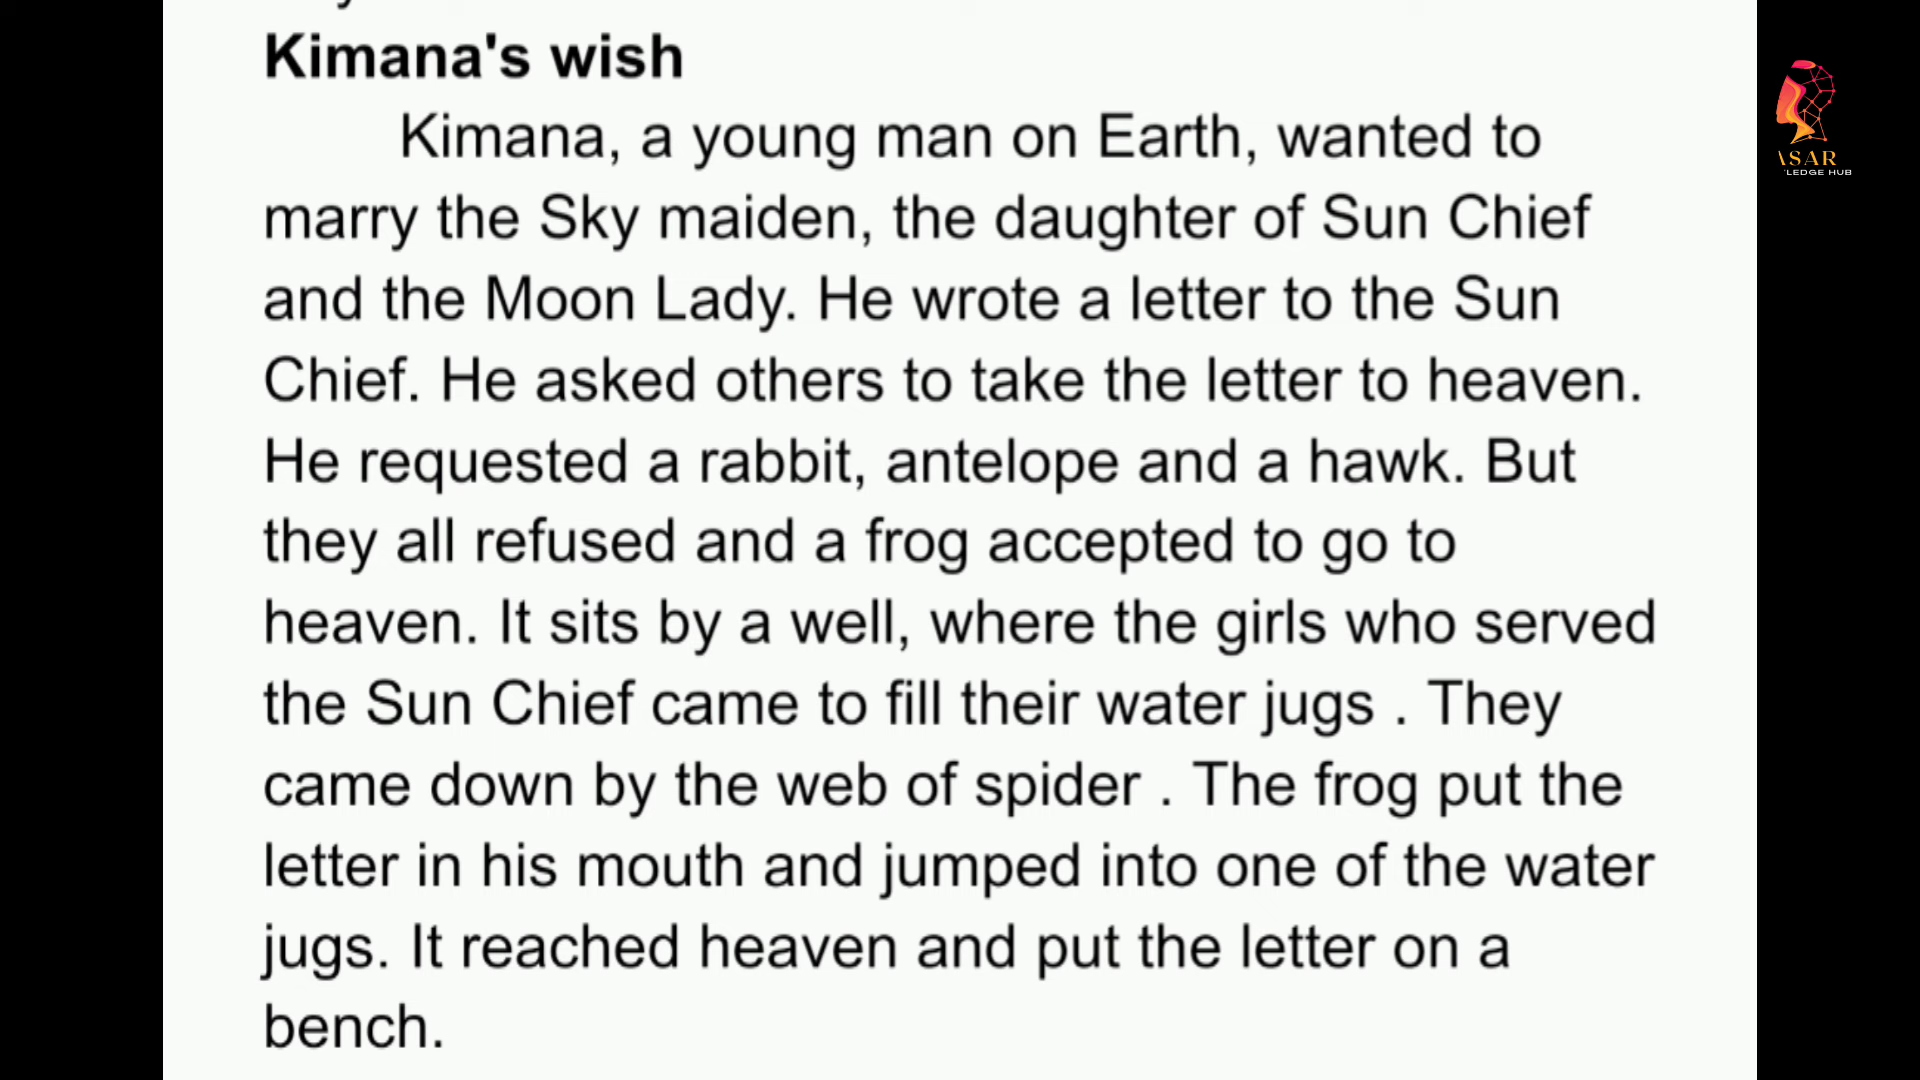 Kimana's wish
Kimana, a young man on Earth, wanted to
marry the Sky maiden, the daughter of Sun Chief
and the Moon Lady. He wrote a letter to the Sun
Chief. He asked others to take the letter to heaven.
He requested a rabbit, antelope and a hawk. But
they all refused and a frog accepted to go to
heaven. It sits by a well, where the girls who served
the Sun Chief came to fill their water jugs . They
came down by the web of spider . The frog put the
letter in his mouth and jumped into one of the water
jugs. It reached heaven and put the letter on a
bench.
ASAR
LEDGE HUB